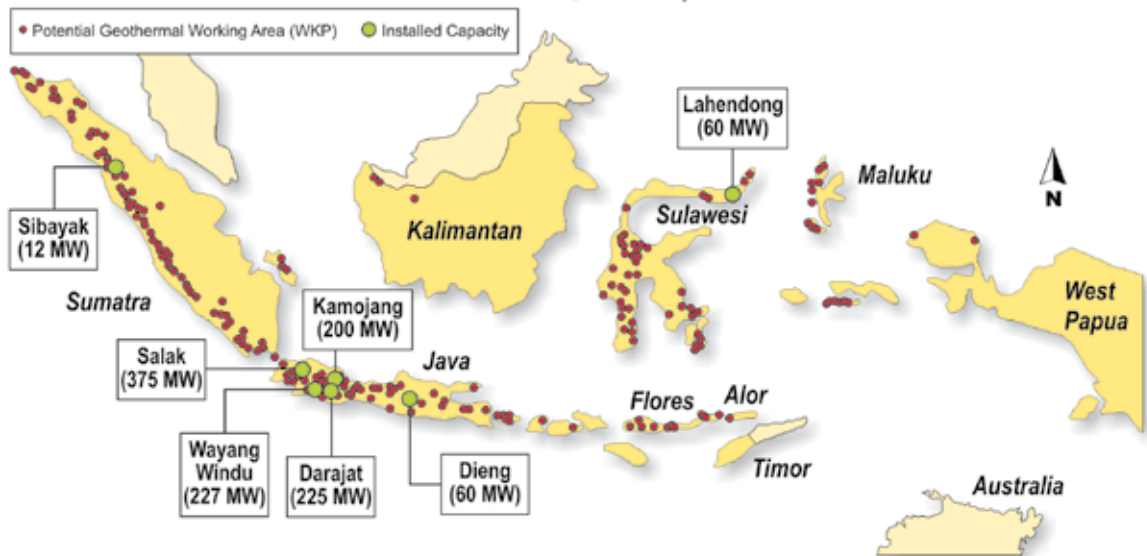 Potential Geothermal Working Area (WKP) Installed Capacity
Lahendong
(60 MW)
Maluku
N
Sulawesi
Kalimantan
Sibayak
(12 MW)
Sumatra
Kamojang
(200 MW)
West
Papua
Salak
(375 MW)
Java
Flores
Alor
Wayang
Windu
(227 MW)
Darajat
(225 MW)
Dieng
(60 MW)
Timor
Australia